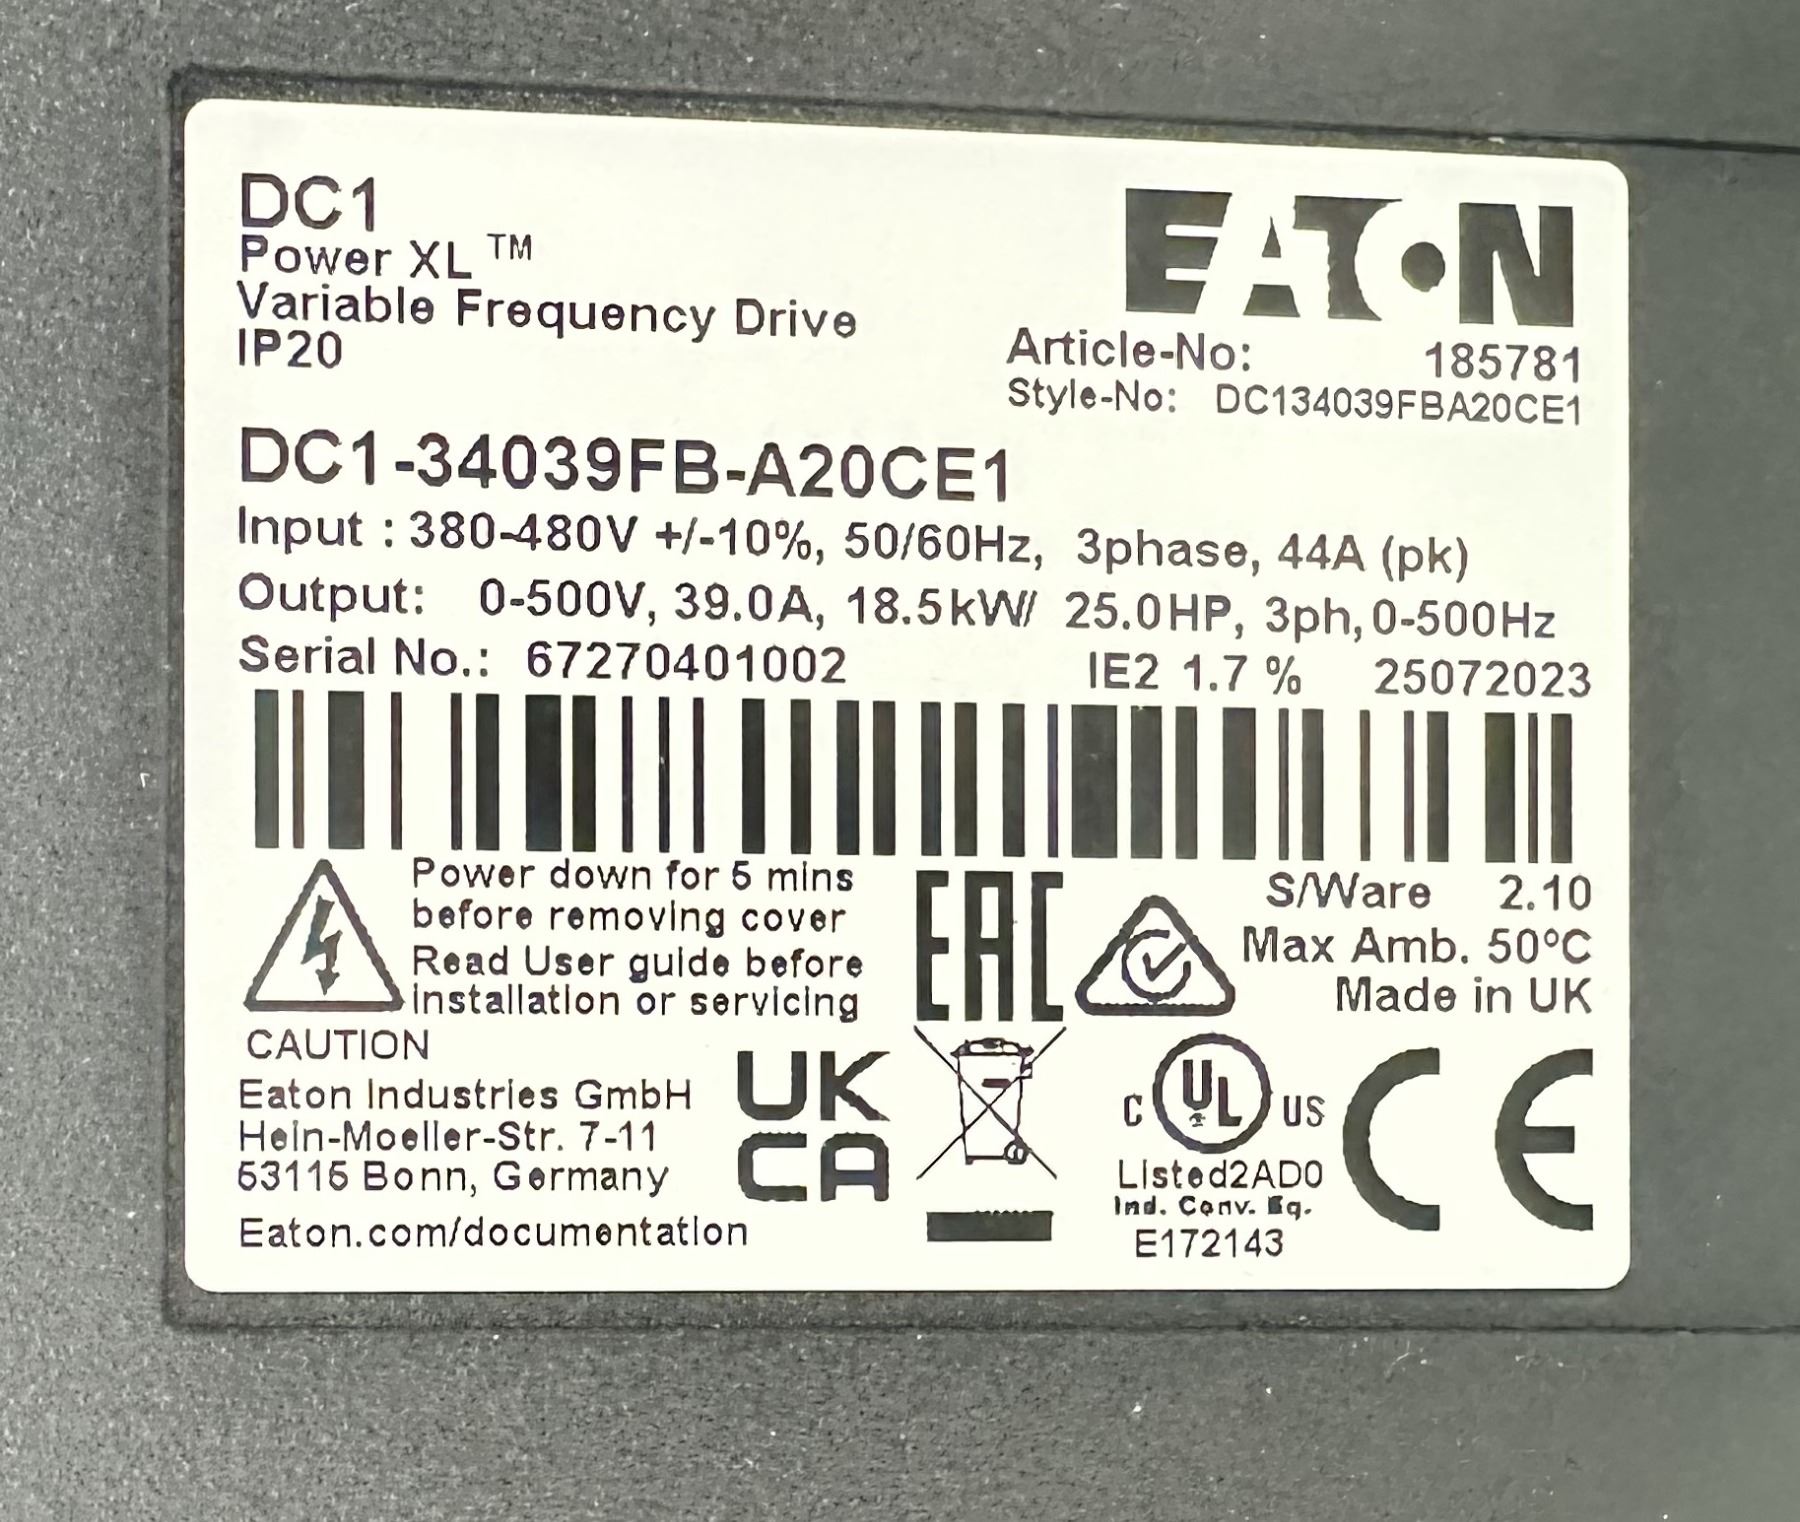 DC1
Power XL™
Variable Frequency Drive
IP20
EATON
Article-No: 185781
Style-No: DC134039FBA20CE1
DC1-34039FB-A20CE1
Input : 380-480V +/-10%, 50/60Hz, 3phase, 44A (pk)
Output: 0-500V, 39.0A, 18.5kW/ 25.0HP, 3ph, 0-500Hz
Serial No.: 67270401002 IE2 1.7 % 25072023
Power down for 5 mins
before removing cover
Read User guide before
installation or servicing
CAUTION
EAC
S/Ware 2.10
Max Amb. 50°C
Made in UK
Eaton Industries GmbH
Hein-Moeller-Str. 7-11
53115 Bonn, Germany
Eaton.com/documentation
UK
CA
C UL US
Listed2AD0
Ind. Conv. Eq.
E172143
CE